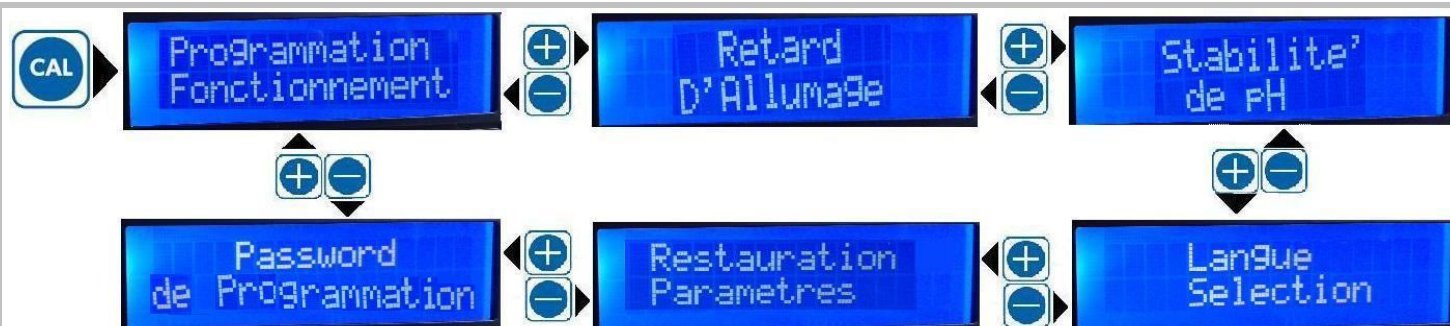 CAL
Programmation
Fonctionnement
Retard
D'Allumage
Stabilite'
de pH
Password
de Programmation
Restauration
Parametres
Langue
Selection